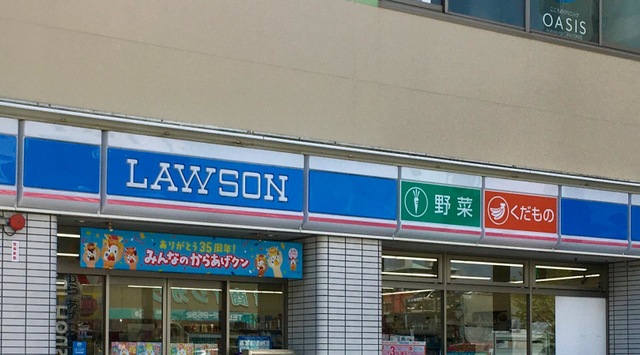 OASIS
LAWSON
野菜
くだもの
ありがとう35周年!
みんなのからあげクン